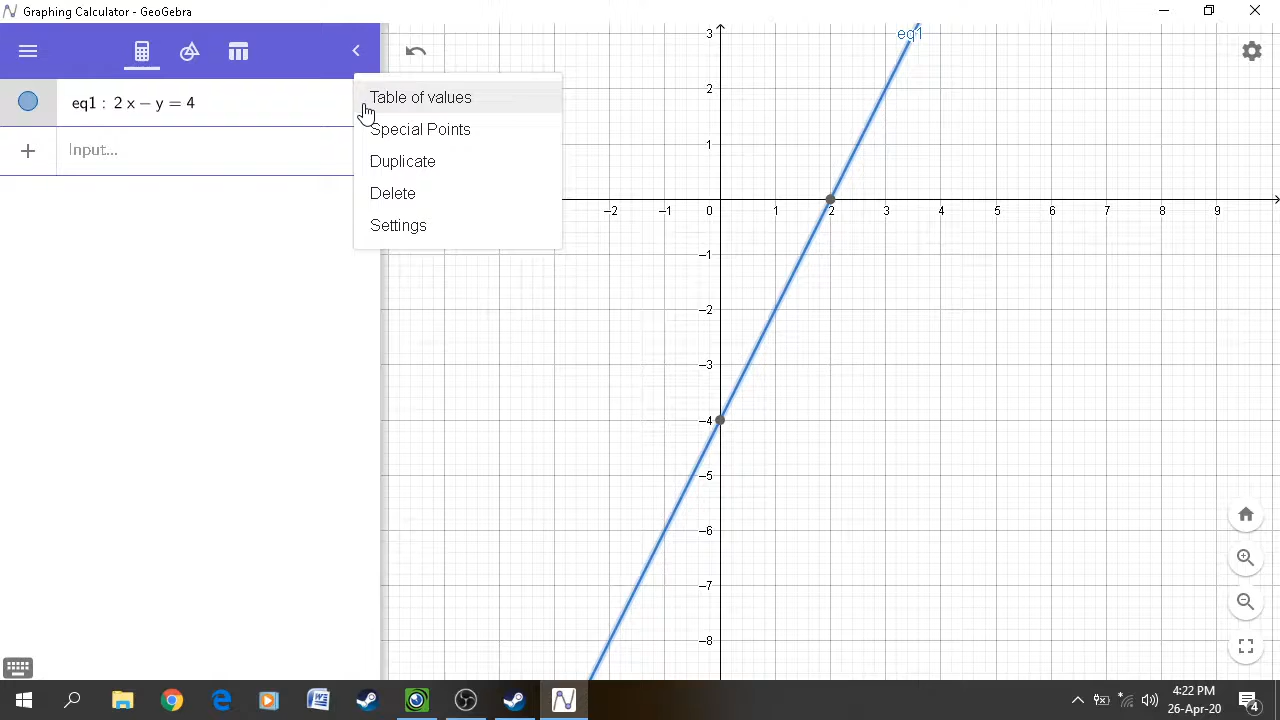 Graphing Calculator - GeoGebra
eq1 : 2 x − y = 4
Input...
Table of values
Special Points
Duplicate
Delete
Settings
eq1
3
2
1
−2 −1 0 1 2 3 4 5 6 7 8 9
−1
−2
−3
−4
−5
−6
−7
−8
4:22 PM
26-Apr-20
4